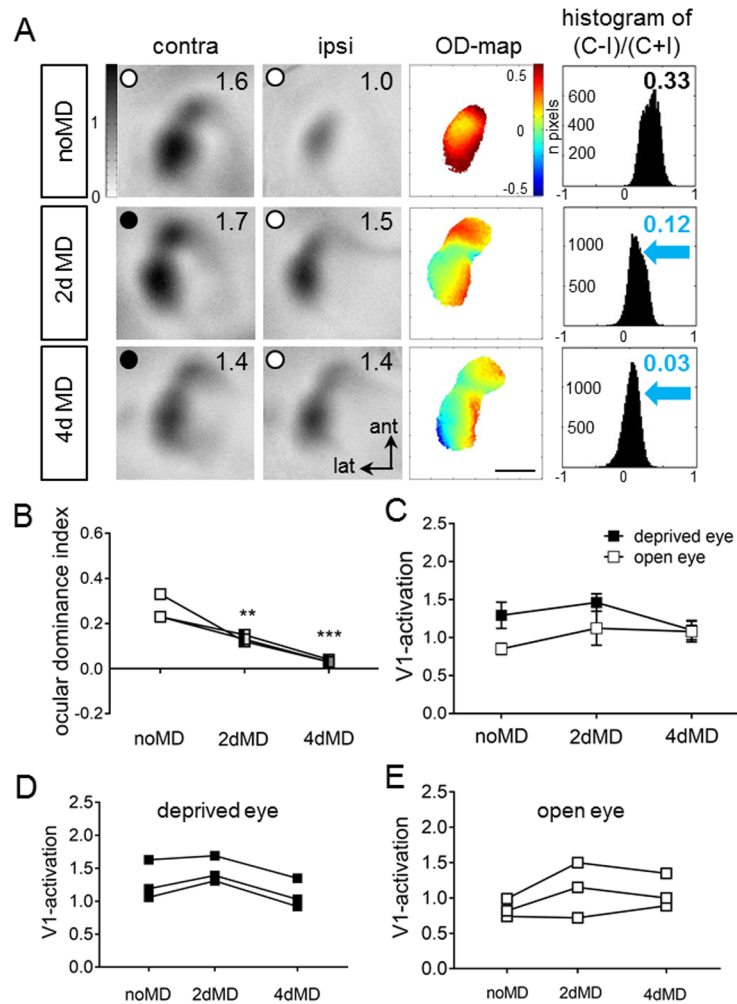 A
contra
ipsi
OD-map
histogram of
(C-I)/(C+I)
noMD
1
0
1.6
1.0
0.5
0
-0.5
n pixels
600
400
200
0.33
-1 0 1
2d MD
1.7
1.5
1000
500
0.12
-1 0 1
4d MD
1.4
1.4
ant
lat
1000
500
0.03
-1 0 1
B
ocular dominance index
0.6
0.4
0.2
0.0
-0.2
**
***
noMD 2dMD 4dMD
C
V1-activation
2.5
2.0
1.5
1.0
0.5
0.0
deprived eye
open eye
noMD 2dMD 4dMD
D
deprived eye
V1-activation
2.5
2.0
1.5
1.0
0.5
0.0
noMD 2dMD 4dMD
E
open eye
V1-activation
2.5
2.0
1.5
1.0
0.5
0.0
noMD 2dMD 4dMD